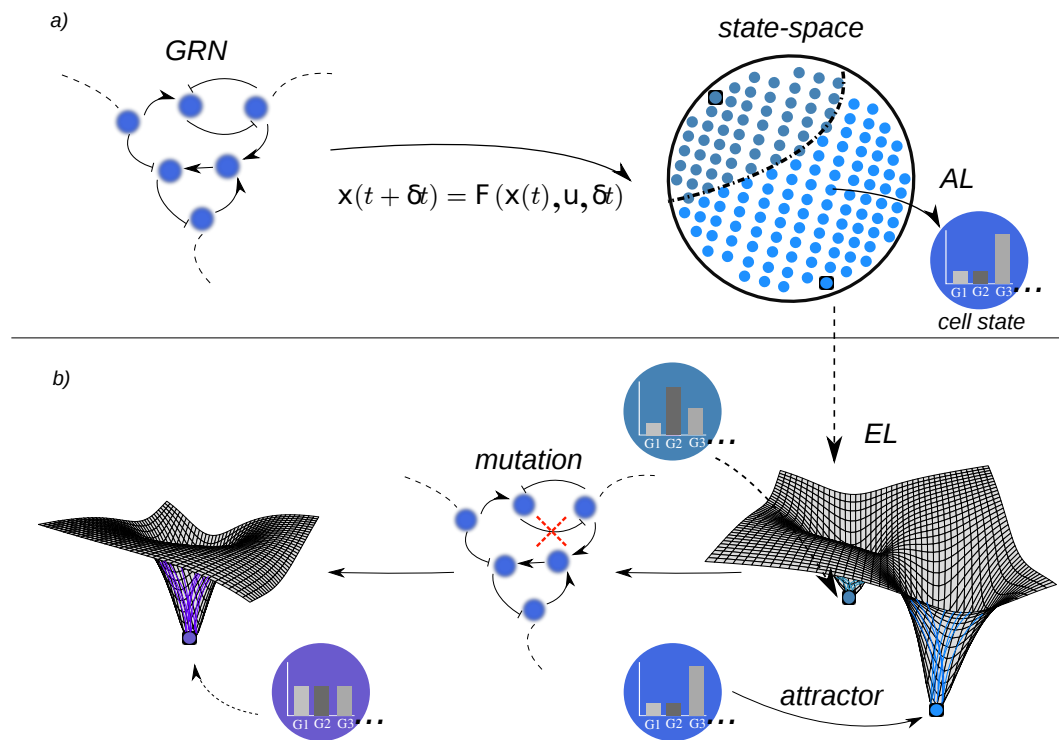 a)
GRN
state-space
x(t + δt) = F (x(t), u, δt)
AL
G1 G2 G3 ...
cell state
b)
G1 G2 G3 ...
EL
mutation
G1 G2 G3 ...
G1 G2 G3 ...
attractor